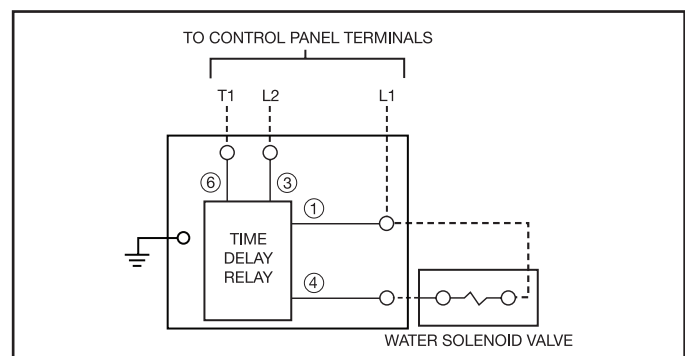 TO CONTROL PANEL TERMINALS
T1 L2 L1
6 3
1
TIME
DELAY
RELAY
4
WATER SOLENOID VALVE